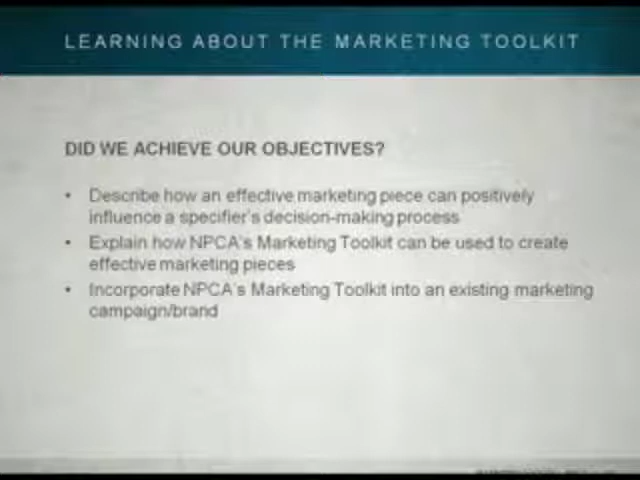 LEARNING ABOUT THE MARKETING TOOLKIT
DID WE ACHIEVE OUR OBJECTIVES?
• Describe how an effective marketing piece can positively
influence a specifier's decision-making process
• Explain how NPCA's Marketing Toolkit can be used to create
effective marketing pieces
• Incorporate NPCA's Marketing Toolkit into an existing marketing
campaign/brand